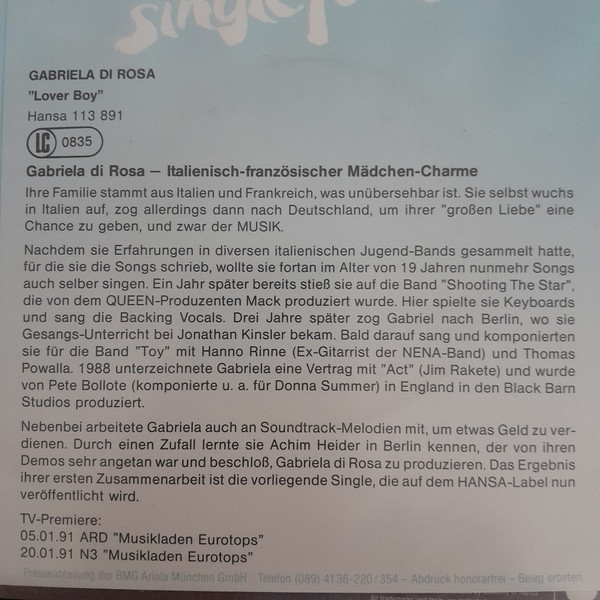 GABRIELA DI ROSA
"Lover Boy"
Hansa 113 891
LC 0835
Gabriela di Rosa – Italienisch-französischer Mädchen-Charme
Ihre Familie stammt aus Italien und Frankreich, was unübersehbar ist. Sie selbst wuchs
in Italien auf, zog allerdings dann nach Deutschland, um ihrer "großen Liebe" eine
Chance zu geben, und zwar der MUSIK.
Nachdem sie Erfahrungen in diversen italienischen Jugend-Bands gesammelt hatte,
für die sie die Songs schrieb, wollte sie fortan im Alter von 19 Jahren nunmehr Songs
auch selber singen. Ein Jahr später bereits stieß sie auf die Band "Shooting The Star",
die von dem QUEEN-Produzenten Mack produziert wurde. Hier spielte sie Keyboards
und sang die Backing Vocals. Drei Jahre später zog Gabriel nach Berlin, wo sie
Gesangs-Unterricht bei Jonathan Kinsler bekam. Bald darauf sang und komponierten
sie für die Band "Toy" mit Hanno Rinne (Ex-Gitarrist der NENA-Band) und Thomas
Powalla. 1988 unterzeichnete Gabriela eine Vertrag mit "Act" (Jim Rakete) und wurde
von Pete Bollote (komponierte u. a. für Donna Summer) in England in den Black Barn
Studios produziert.
Nebenbei arbeitete Gabriela auch an Soundtrack-Melodien mit, um etwas Geld zu ver-
dienen. Durch einen Zufall lernte sie Achim Heider in Berlin kennen, der von ihren
Demos sehr angetan war und beschloß, Gabriela di Rosa zu produzieren. Das Ergebnis
ihrer ersten Zusammenarbeit ist die vorliegende Single, die auf dem HANSA-Label nun
veröffentlicht wird.
TV-Premiere:
05.01.91 ARD "Musikladen Eurotops"
20.01.91 N3 "Musikladen Eurotops"
Presseabteilung der BMG Ariola München GmbH · Telefon (089) 41 36-220/354 – Abdruck honorarfrei – Beleg erbeten